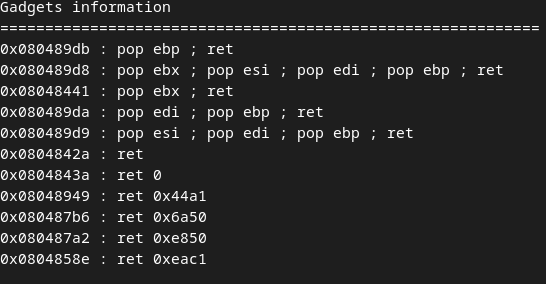 Gadgets information
============================================================
0x080489db : pop ebp ; ret
0x080489d8 : pop ebx ; pop esi ; pop edi ; pop ebp ; ret
0x08048441 : pop ebx ; ret
0x080489da : pop edi ; pop ebp ; ret
0x080489d9 : pop esi ; pop edi ; pop ebp ; ret
0x0804842a : ret
0x0804843a : ret 0
0x08048949 : ret 0x44a1
0x080487b6 : ret 0x6a50
0x080487a2 : ret 0xe850
0x0804858e : ret 0xeac1